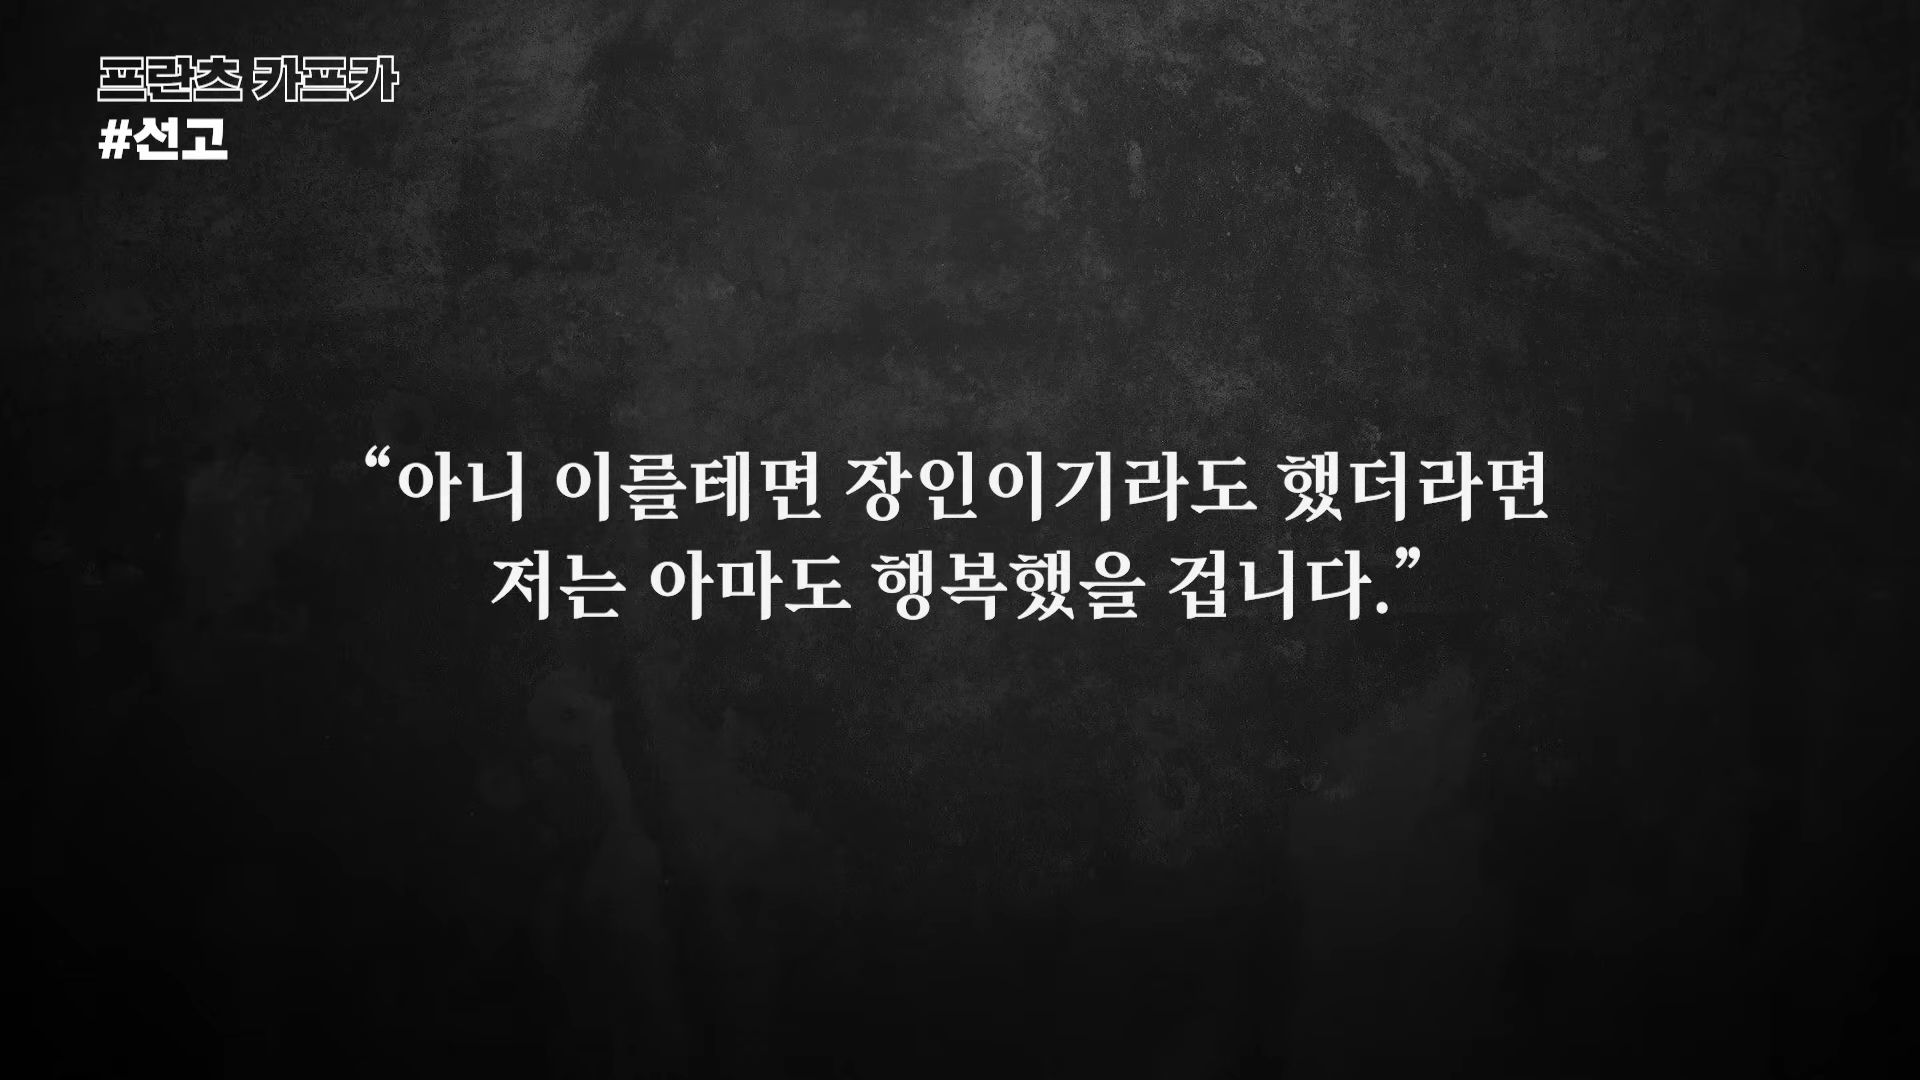 프란츠 카프카
#선고
“아니 이를테면 장인이기라도 했더라면
저는 아마도 행복했을 겁니다.”